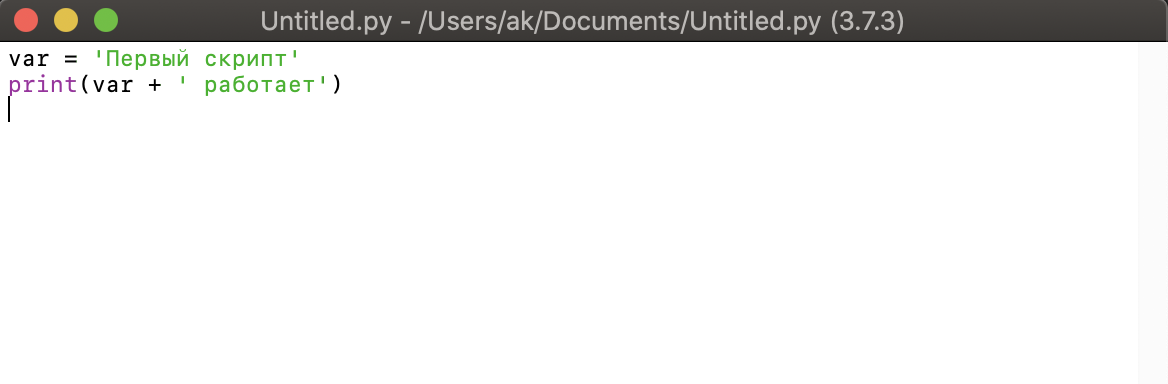 Untitled.py - /Users/ak/Documents/Untitled.py (3.7.3)
var = 'Первый скрипт'
print(var + ' работает')